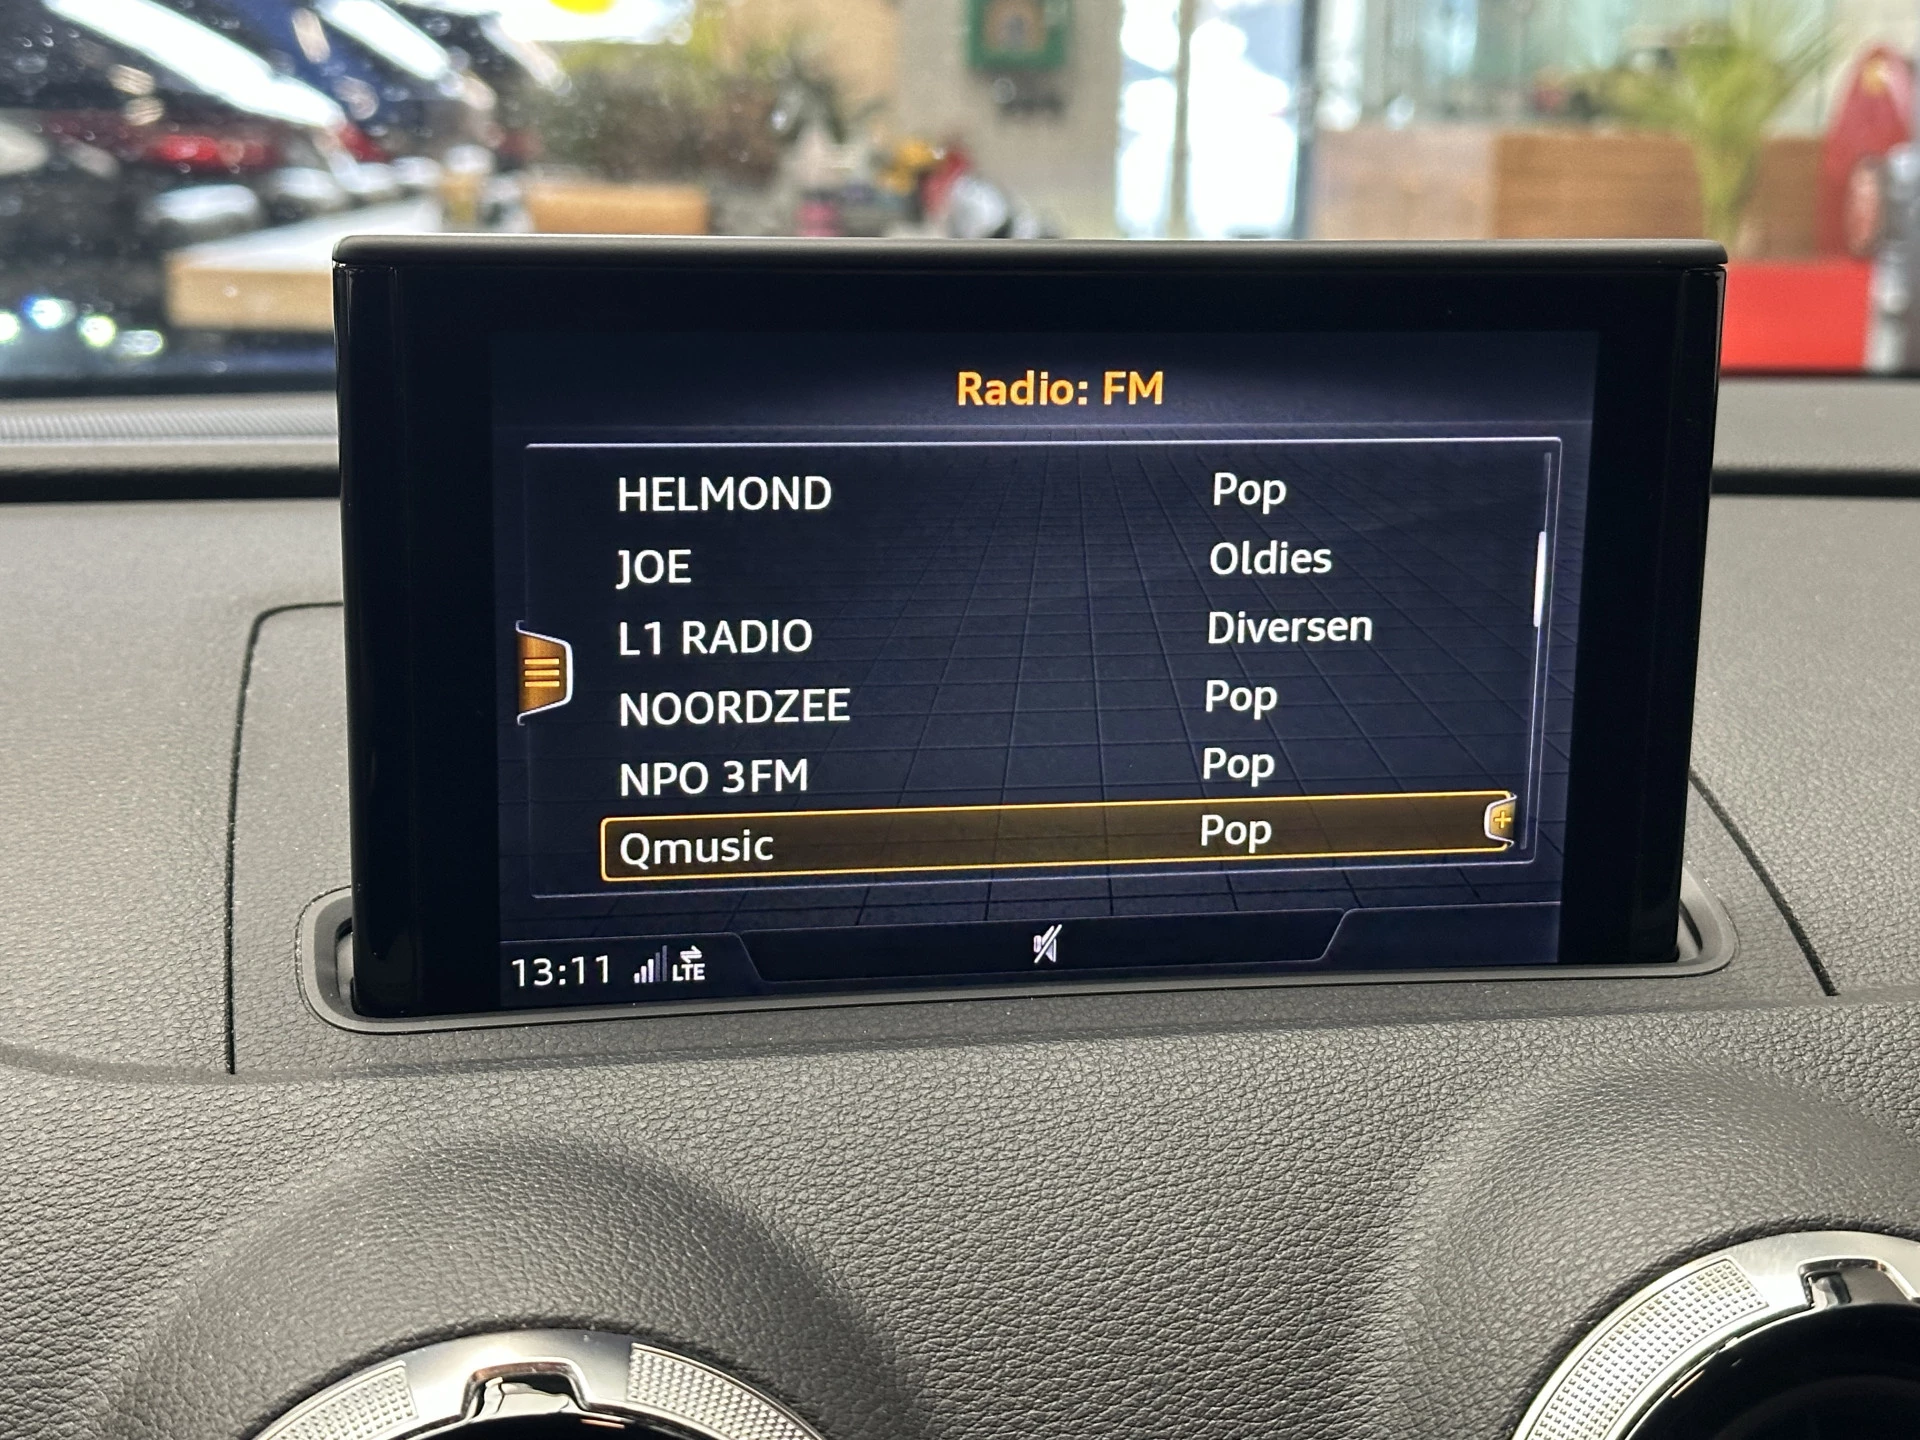 Radio: FM
HELMOND Pop
JOE Oldies
L1 RADIO Diversen
NOORDZEE Pop
NPO 3FM Pop
Qmusic Pop
13:11 LTE